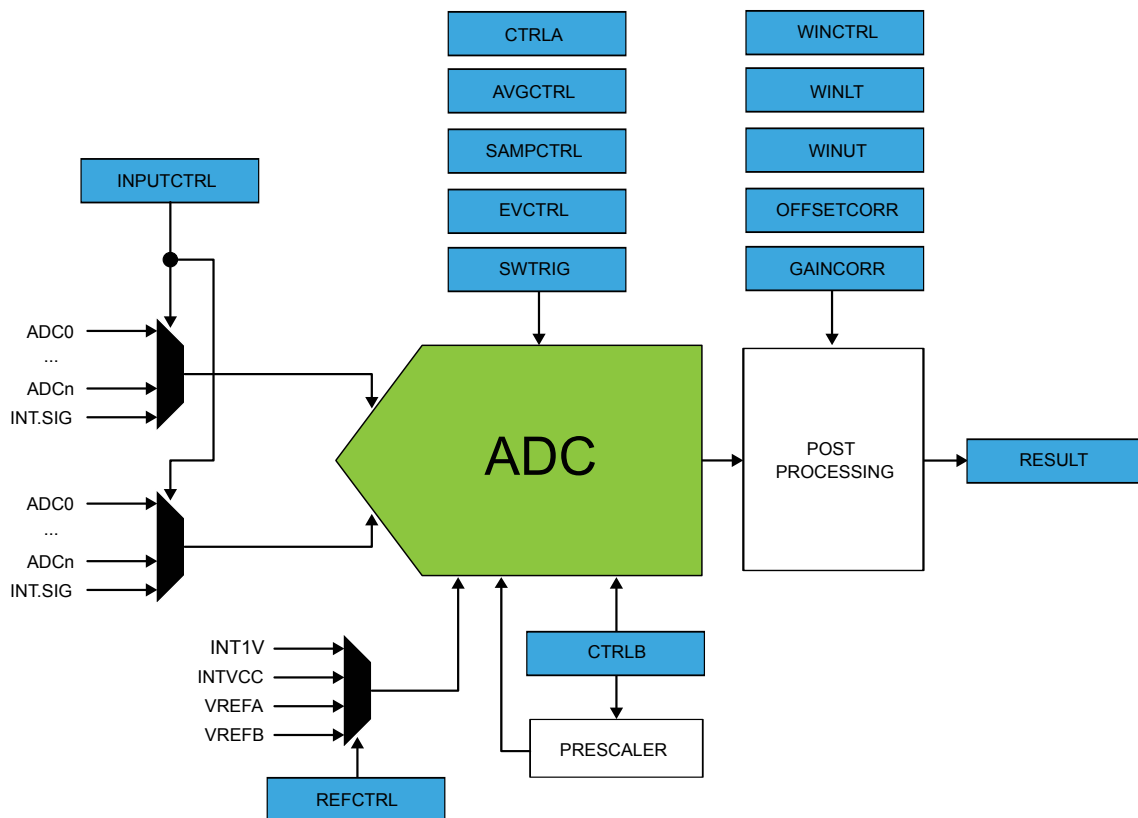 CTRLA
WINCTRL
AVGCTRL
WINLT
SAMPCTRL
WINUT
INPUTCTRL
EVCTRL
OFFSETCORR
SWTRIG
GAINCORR
ADC0
...
ADCn
INT.SIG
ADC
POST
PROCESSING
RESULT
ADC0
...
ADCn
INT.SIG
INT1V
INTVCC
VREFA
VREFB
CTRLB
PRESCALER
REFCTRL